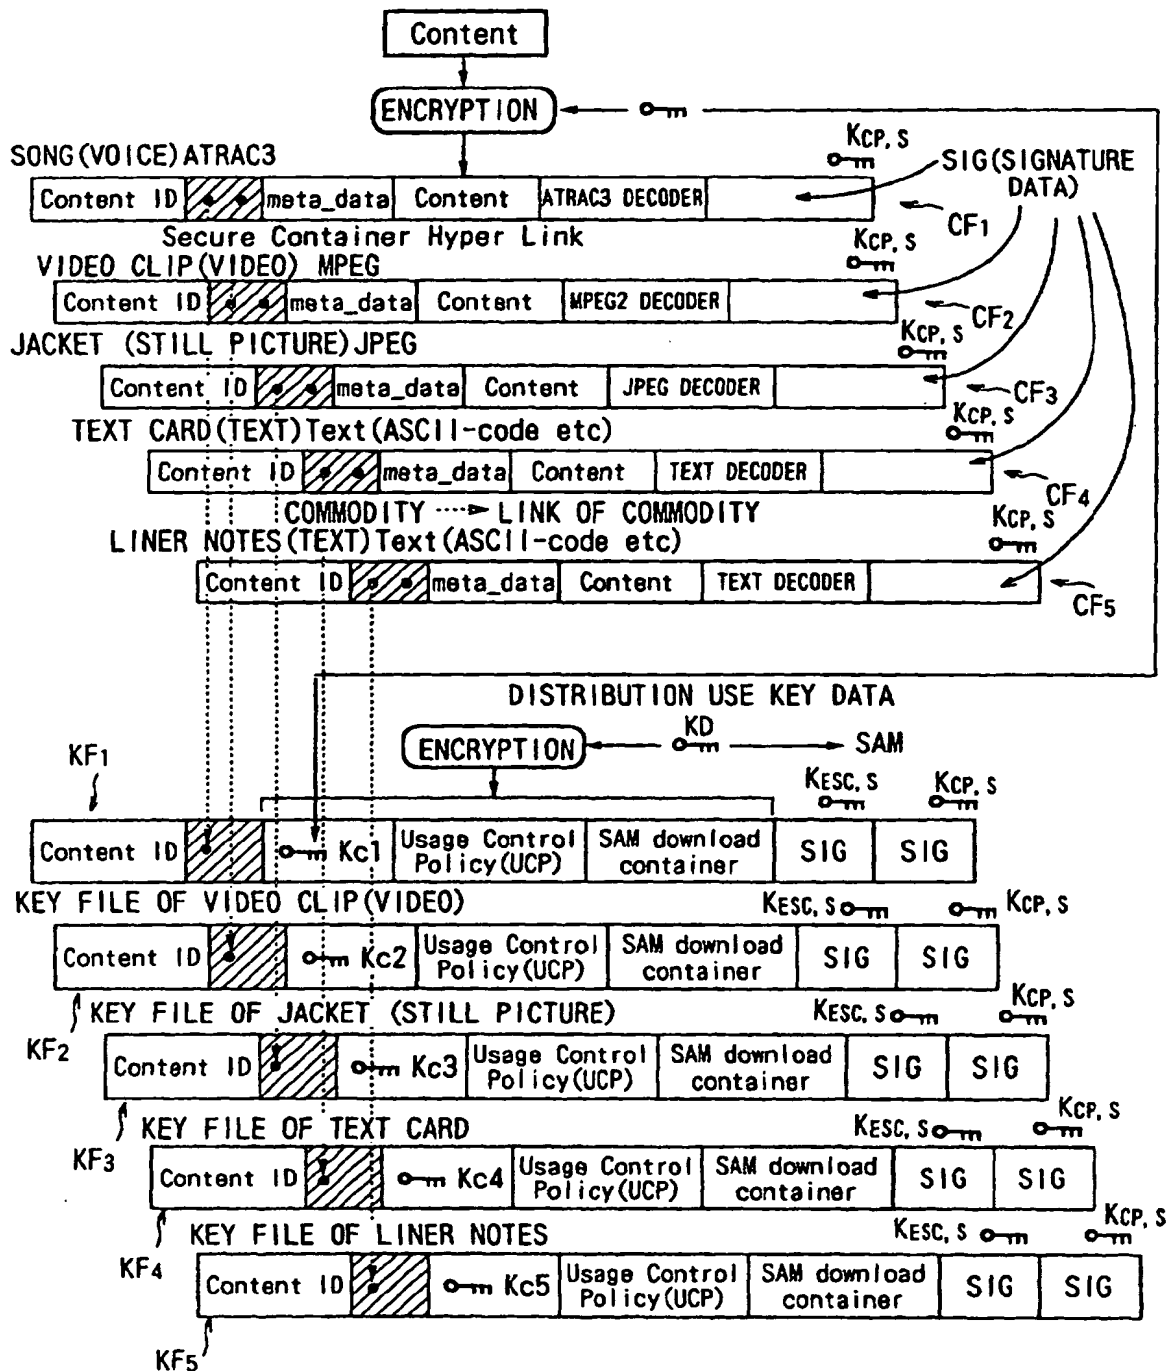 Content
ENCRYPTION
KCP, S
SONG(VOICE)ATRAC3
SIG(SIGNATURE
DATA)
Content ID meta_data Content ATRAC3 DECODER
CF1
Secure Container Hyper Link
KCP, S
VIDEO CLIP(VIDEO) MPEG
Content ID meta_data Content MPEG2 DECODER
CF2
KCP, S
JACKET (STILL PICTURE)JPEG
Content ID meta_data Content JPEG DECODER
CF3
KCP, S
TEXT CARD(TEXT)Text(ASCII-code etc)
Content ID meta_data Content TEXT DECODER
CF4
COMMODITY ····► LINK OF COMMODITY
KCP, S
LINER NOTES(TEXT)Text(ASCII-code etc)
Content ID meta_data Content TEXT DECODER
CF5
DISTRIBUTION USE KEY DATA
KD
ENCRYPTION
SAM
KF1
KESC, S KCP, S
Content ID Kc1 Usage Control Policy(UCP) SAM download container SIG SIG
KEY FILE OF VIDEO CLIP(VIDEO)
KESC, S KCP, S
Content ID Kc2 Usage Control Policy(UCP) SAM download container SIG SIG
KF2
KEY FILE OF JACKET (STILL PICTURE)
KESC, S KCP, S
Content ID Kc3 Usage Control Policy(UCP) SAM download container SIG SIG
KF3
KEY FILE OF TEXT CARD
KESC, S KCP, S
Content ID Kc4 Usage Control Policy(UCP) SAM download container SIG SIG
KF4
KEY FILE OF LINER NOTES
KESC, S KCP, S
Content ID Kc5 Usage Control Policy(UCP) SAM download container SIG SIG
KF5